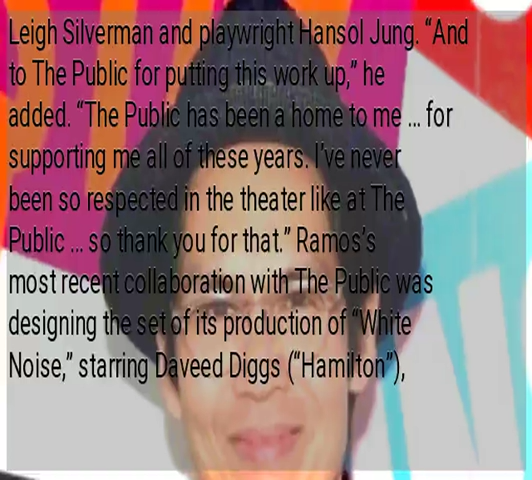 Leigh Silverman and playwright Hansol Jung. “And
to The Public for putting this work up,” he
added. “The Public has been a home to me ... for
supporting me all of these years. I’ve never
been so respected in the theater like at The
Public ... so thank you for that.” Ramos’s
most recent collaboration with The Public was
designing the set of its production of “White
Noise,” starring Daveed Diggs (“Hamilton”),